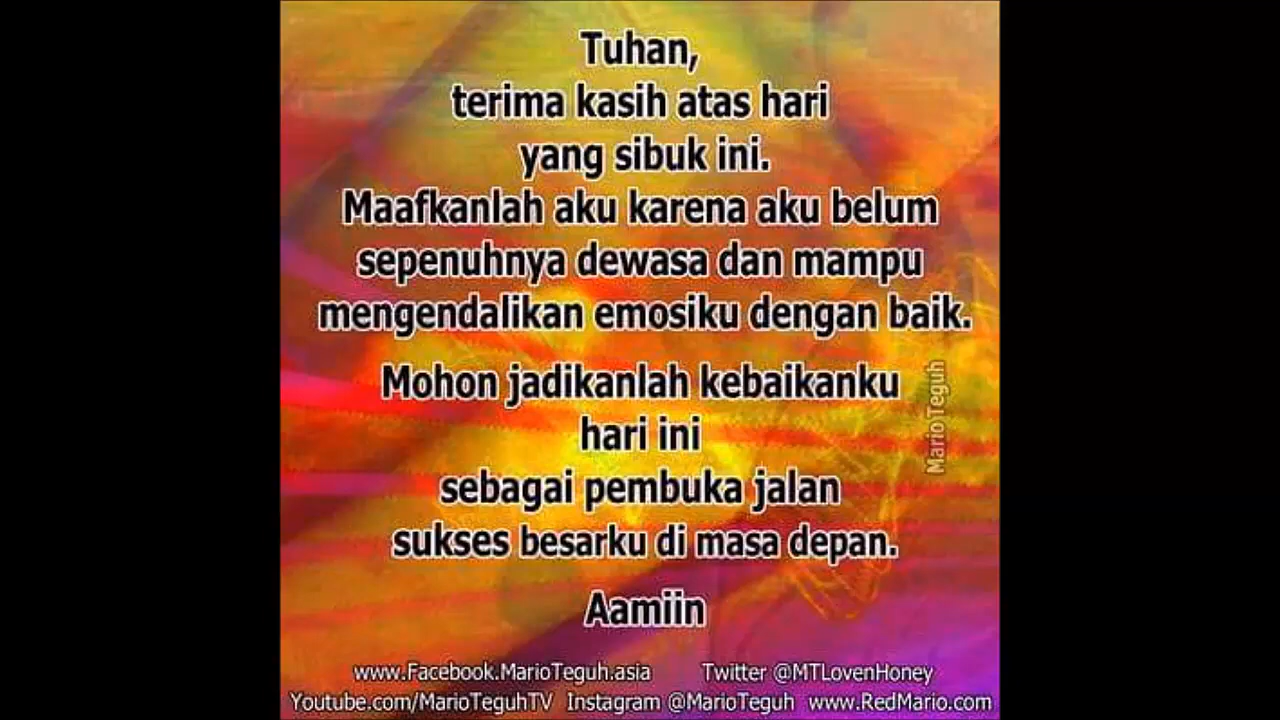 Tuhan,
terima kasih atas hari
yang sibuk ini.
Maafkanlah aku karena aku belum
sepenuhnya dewasa dan mampu
mengendalikan emosiku dengan baik.
Mohon jadikanlah kebaikanku
hari ini
sebagai pembuka jalan
sukses besarku di masa depan.
Aamiin
Mario Teguh
www.Facebook.MarioTeguh.asia Twitter @MTLovenHoney
Youtube.com/MarioTeguhTV Instagram @MarioTeguh www.RedMario.com